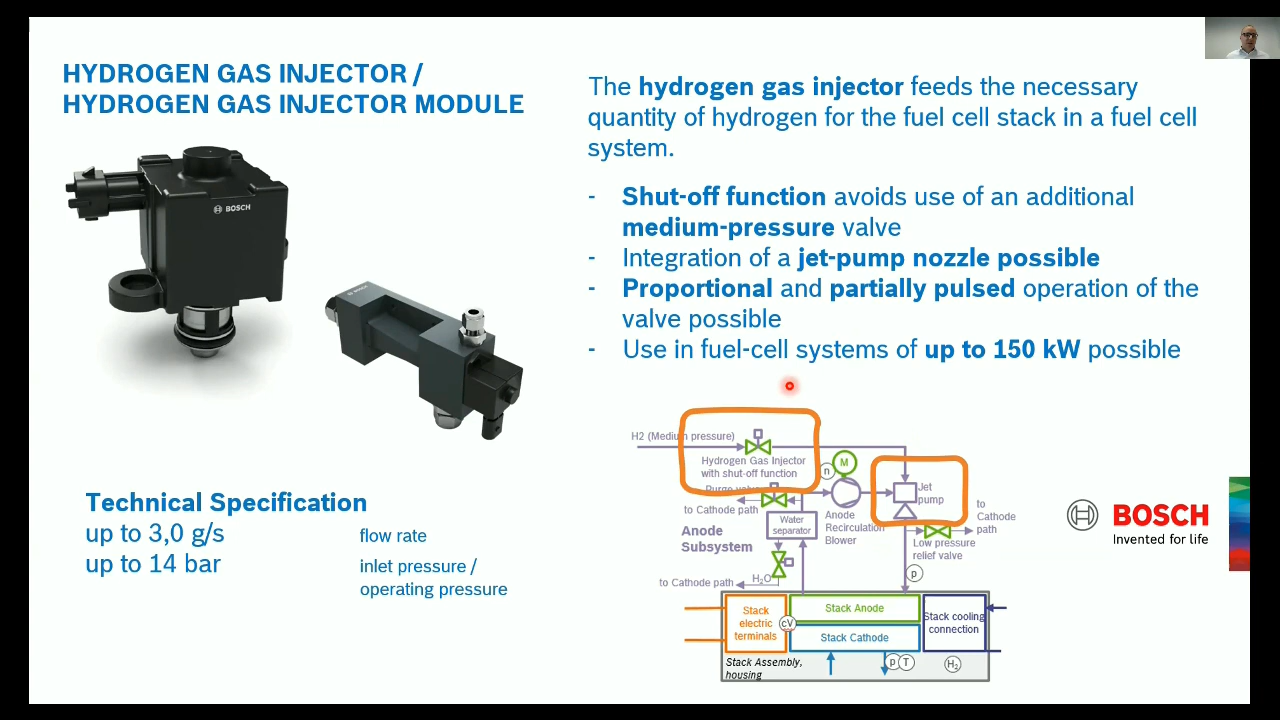 HYDROGEN GAS INJECTOR /
HYDROGEN GAS INJECTOR MODULE
The hydrogen gas injector feeds the necessary
quantity of hydrogen for the fuel cell stack in a fuel cell
system.
- Shut-off function avoids use of an additional
medium-pressure valve
- Integration of a jet-pump nozzle possible
- Proportional and partially pulsed operation of the
valve possible
- Use in fuel-cell systems of up to 150 kW possible
BOSCH
BOSCH
Technical Specification
up to 3,0 g/s flow rate
up to 14 bar inlet pressure /
operating pressure
H2 (Medium pressure)
Hydrogen Gas Injector
with shut-off function
Purge valve
to Cathode path
n
M
Jet
pump
to
Cathode
path
Anode
Subsystem
Water
separator
Anode
Recirculation
Blower
Low pressure
relief valve
p
to Cathode path
H₂O
Stack
electric
terminals
cV
Stack Anode
Stack Cathode
Stack cooling
connection
Stack Assembly,
housing
p T
H₂
BOSCH
Invented for life